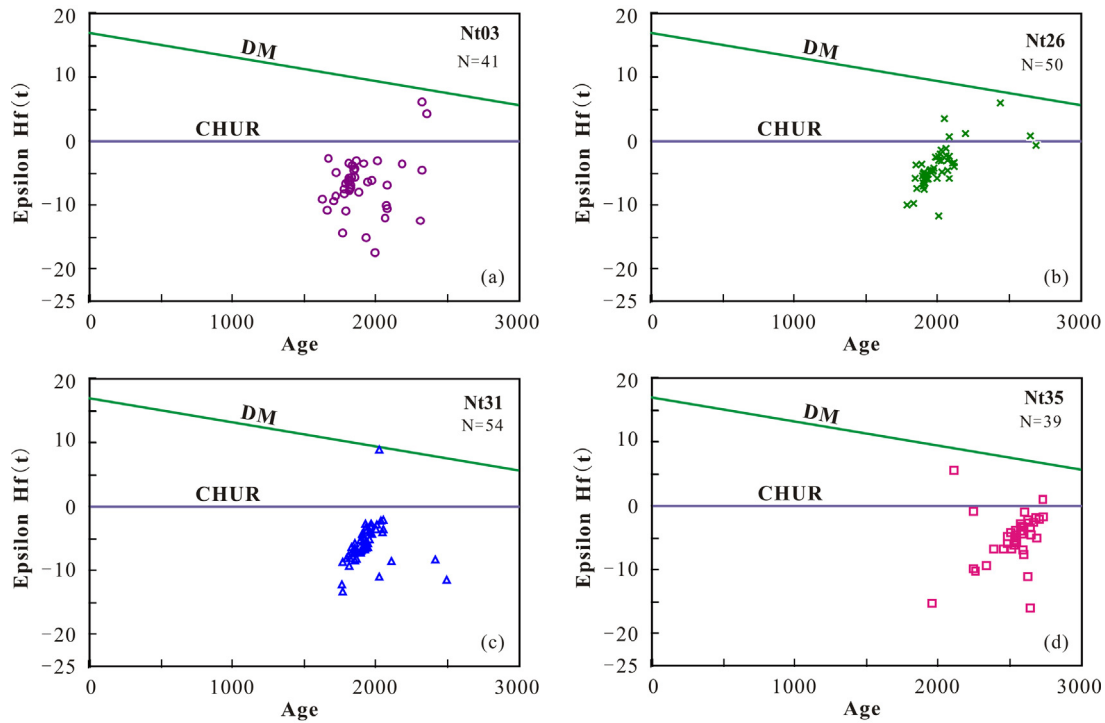 20
10
0
−10
−20
−25
Epsilon Hf(t)
DM
CHUR
Nt03
N=41
(a)
0
1000
2000
3000
Age
20
10
0
−10
−20
−25
Epsilon Hf(t)
DM
CHUR
Nt26
N=50
(b)
0
1000
2000
3000
Age
20
10
0
−10
−20
−25
Epsilon Hf(t)
DM
CHUR
Nt31
N=54
(c)
0
1000
2000
3000
Age
20
10
0
−10
−20
−25
Epsilon Hf(t)
DM
CHUR
Nt35
N=39
(d)
0
1000
2000
3000
Age